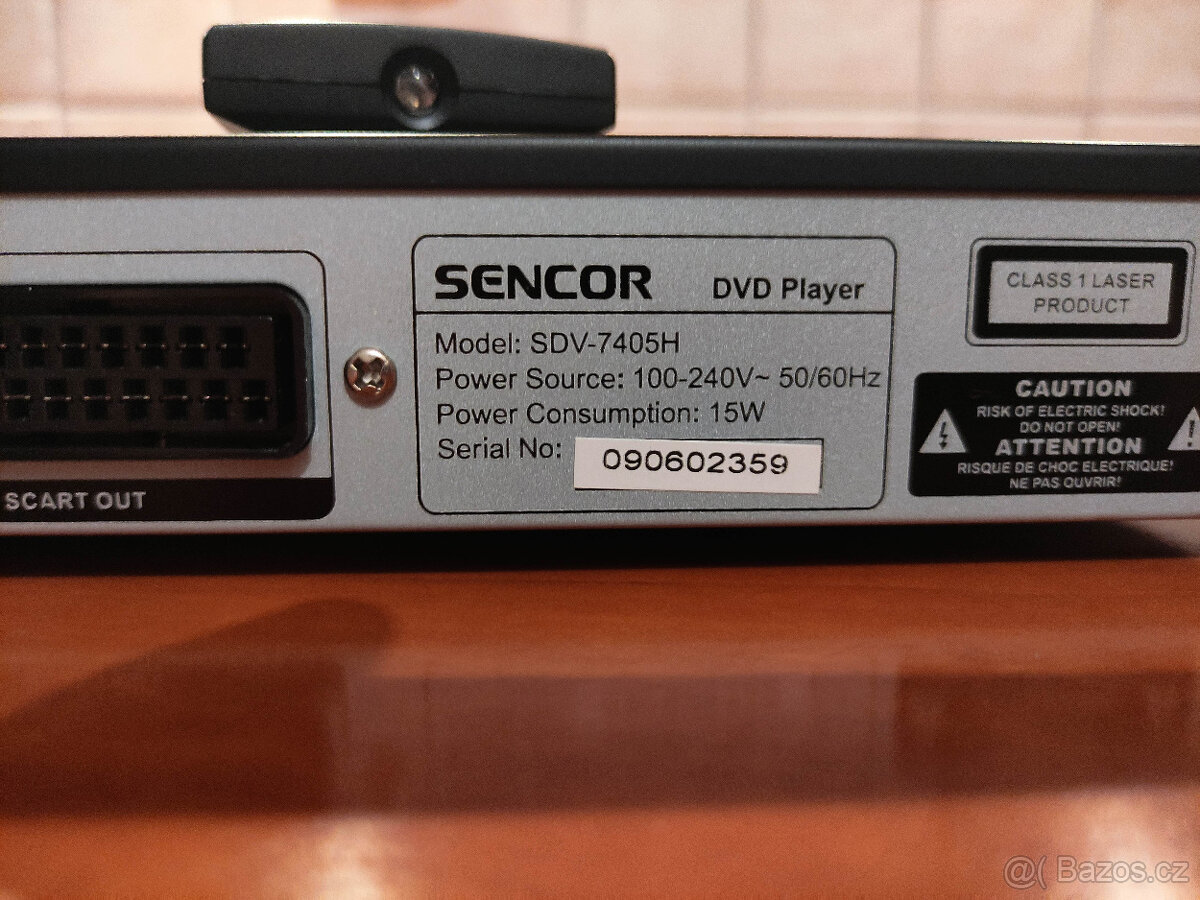 SENCOR DVD Player
Model: SDV-7405H
Power Source: 100-240V~ 50/60Hz
Power Consumption: 15W
Serial No: 090602359
SCART OUT
CLASS 1 LASER
PRODUCT
CAUTION
RISK OF ELECTRIC SHOCK!
DO NOT OPEN!
ATTENTION
RISQUE DE CHOC ELECTRIQUE!
NE PAS OUVRIR!
@( Bazos.cz